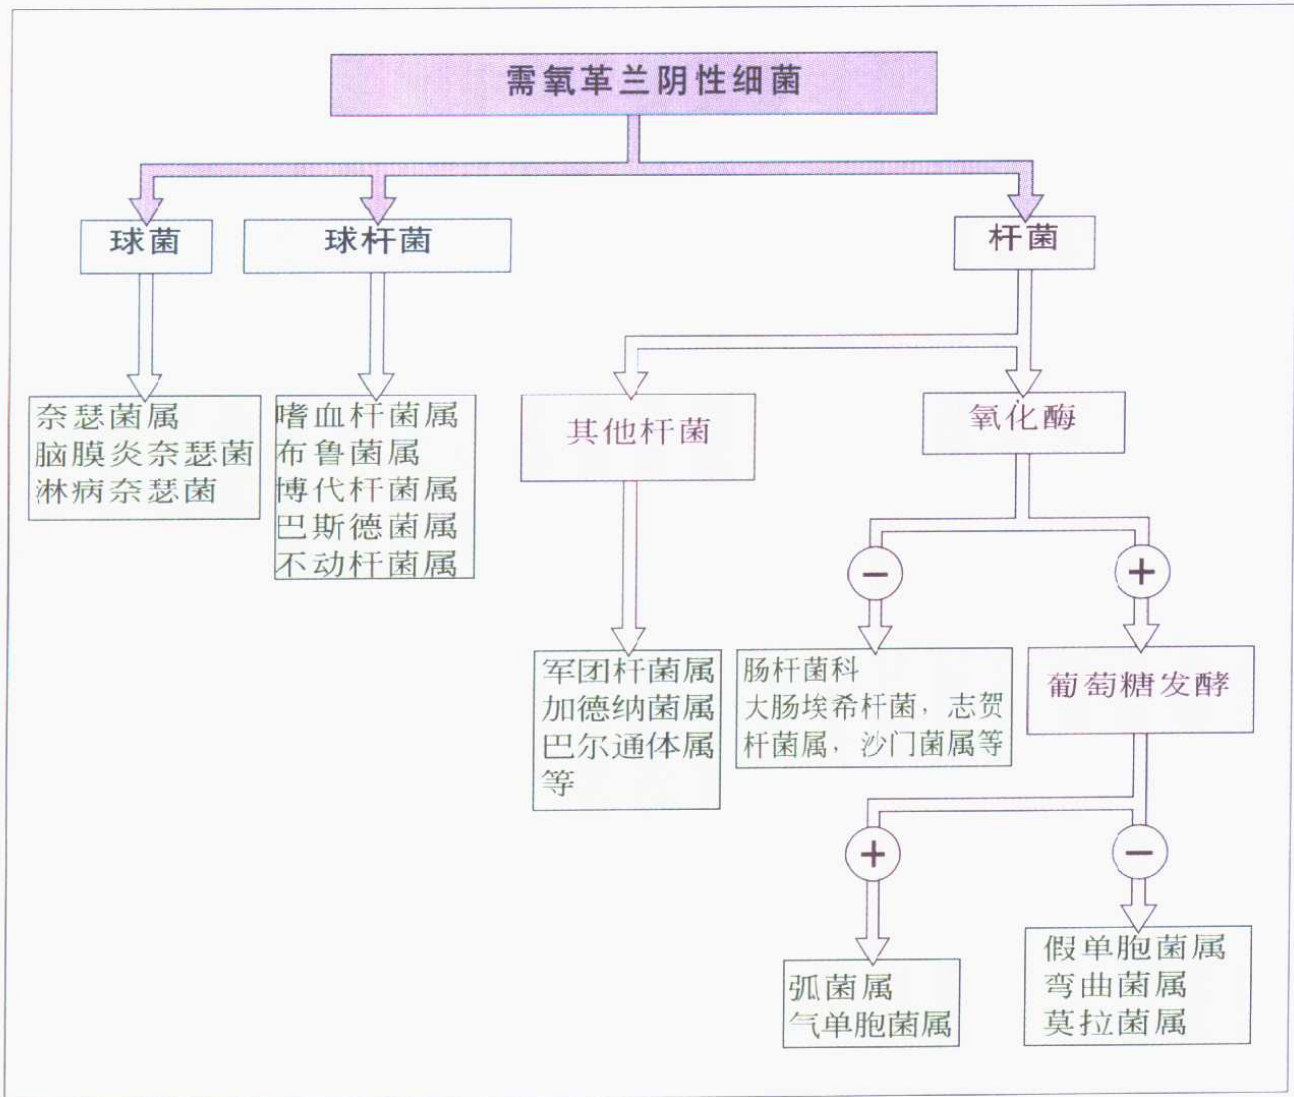 需氧革兰阴性细菌
球菌
球杆菌
杆菌
奈瑟菌属
脑膜炎奈瑟菌
淋病奈瑟菌
嗜血杆菌属
布鲁菌属
博代杆菌属
巴斯德菌属
不动杆菌属
其他杆菌
氧化酶
−
+
军团杆菌属
加德纳菌属
巴尔通体属
等
肠杆菌科
大肠埃希杆菌，志贺
杆菌属，沙门菌属等
葡萄糖发酵
+
−
弧菌属
气单胞菌属
假单胞菌属
弯曲菌属
莫拉菌属